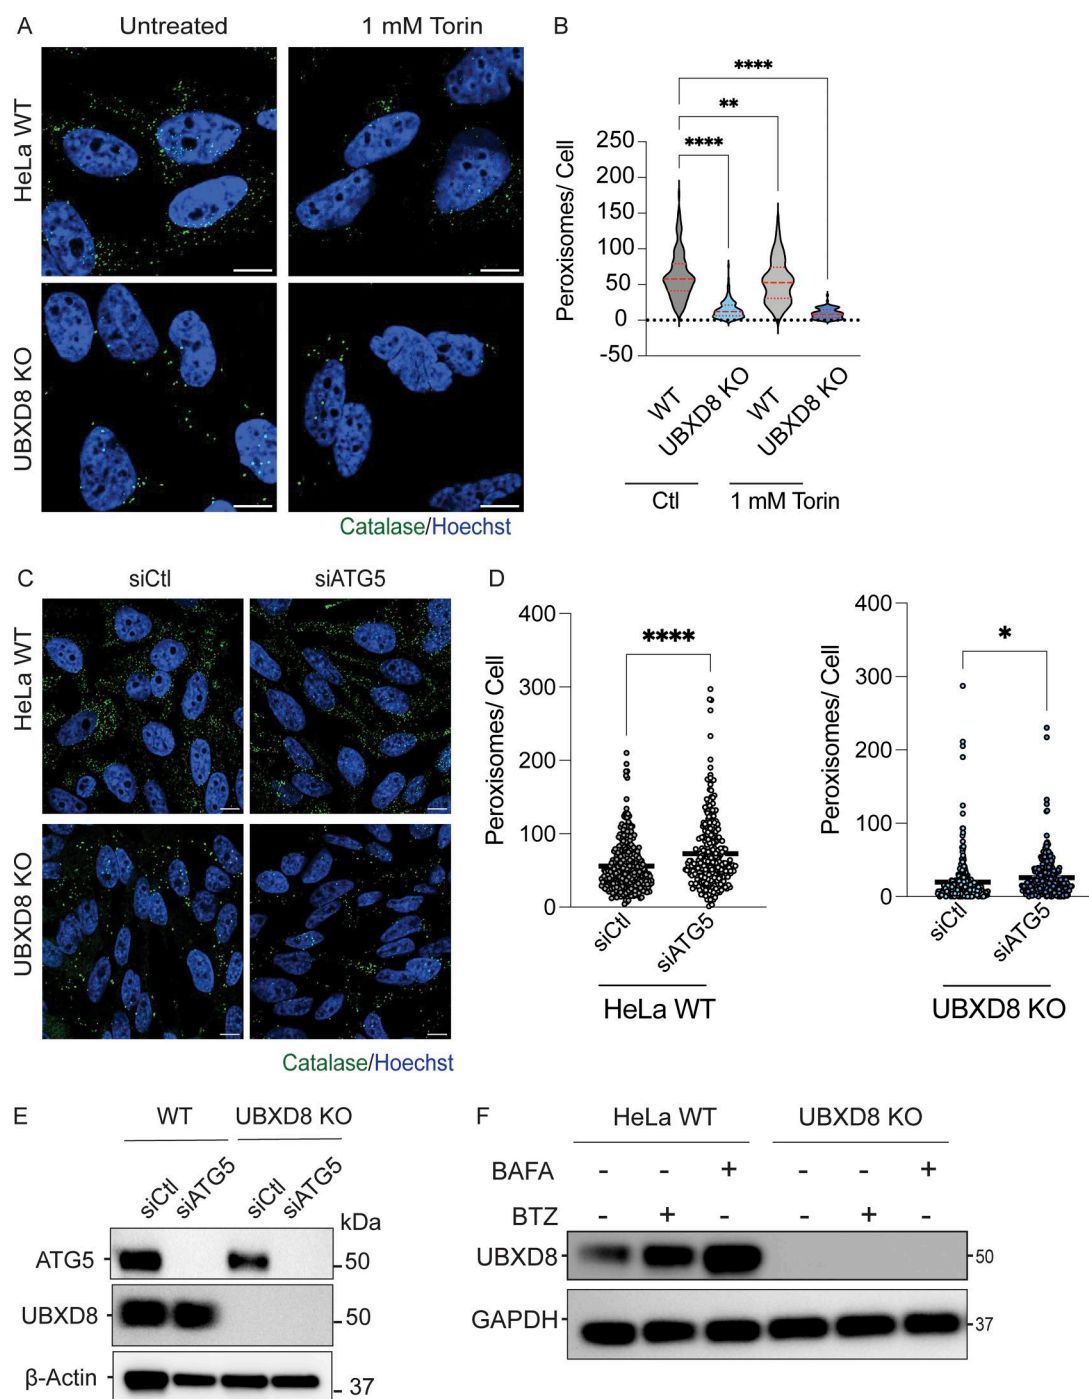 A
Untreated
1 mM Torin
HeLa WT
UBXD8 KO
Catalase/Hoechst
B
****
**
****
Peroxisomes/ Cell
250
200
150
100
50
0
-50
WT
UBXD8 KO
WT
UBXD8 KO
Ctl
1 mM Torin
C
siCtl
siATG5
HeLa WT
UBXD8 KO
Catalase/Hoechst
D
Peroxisomes/ Cell
400
300
200
100
0
****
siCtl
siATG5
HeLa WT
Peroxisomes/ Cell
400
300
200
100
0
*
siCtl
siATG5
UBXD8 KO
E
WT
UBXD8 KO
siCtl
siATG5
siCtl
siATG5
kDa
ATG5
50
UBXD8
50
β-Actin
37
F
HeLa WT
UBXD8 KO
BAFA
- - + - - +
BTZ
- + - - + -
UBXD8
50
GAPDH
37